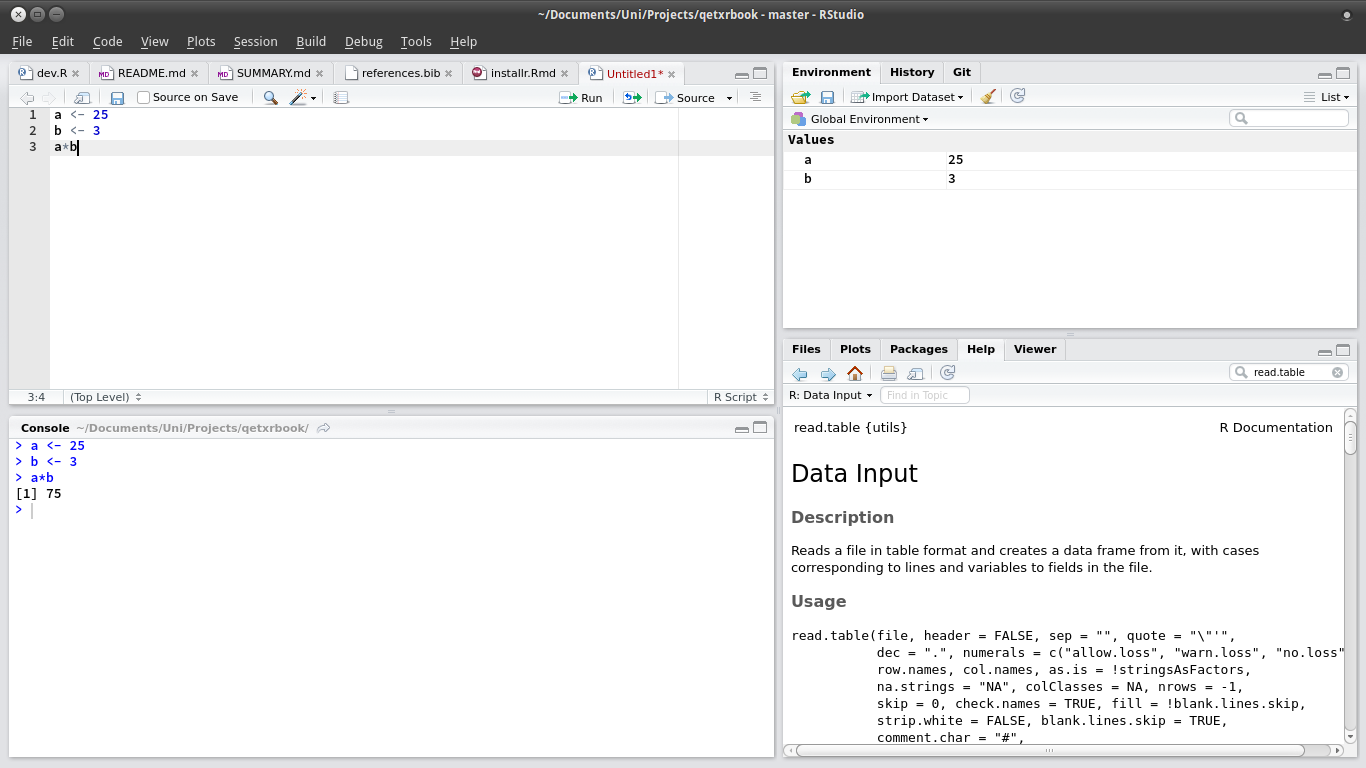 ~/Documents/Uni/Projects/qetxrbook - master - RStudio
File Edit Code View Plots Session Build Debug Tools Help
dev.R README.md SUMMARY.md references.bib installr.Rmd Untitled1*
Source on Save Run Source
1 a <- 25
2 b <- 3
3 a*b
3:4 (Top Level) R Script
Console ~/Documents/Uni/Projects/qetxrbook/
> a <- 25
> b <- 3
> a*b
[1] 75
>
Environment History Git
Import Dataset List
Global Environment
Values
a 25
b 3
Files Plots Packages Help Viewer
read.table
R: Data Input Find in Topic
read.table {utils} R Documentation
Data Input
Description
Reads a file in table format and creates a data frame from it, with cases
corresponding to lines and variables to fields in the file.
Usage
read.table(file, header = FALSE, sep = "", quote = "\"'",
dec = ".", numerals = c("allow.loss", "warn.loss", "no.loss"
row.names, col.names, as.is = !stringsAsFactors,
na.strings = "NA", colClasses = NA, nrows = -1,
skip = 0, check.names = TRUE, fill = !blank.lines.skip,
strip.white = FALSE, blank.lines.skip = TRUE,
comment.char = "#",